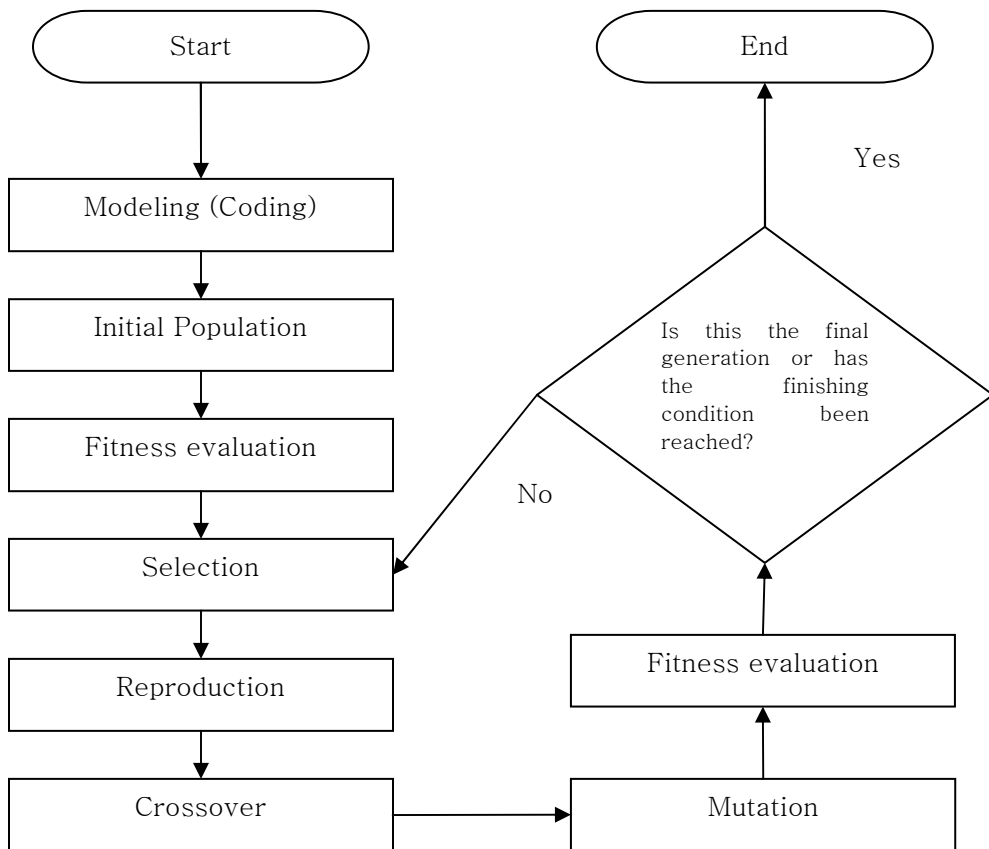 Start
Modeling (Coding)
Initial Population
Fitness evaluation
Selection
Reproduction
Crossover
Mutation
Fitness evaluation
Is this the final
generation or has
the finishing
condition been
reached?
No
Yes
End